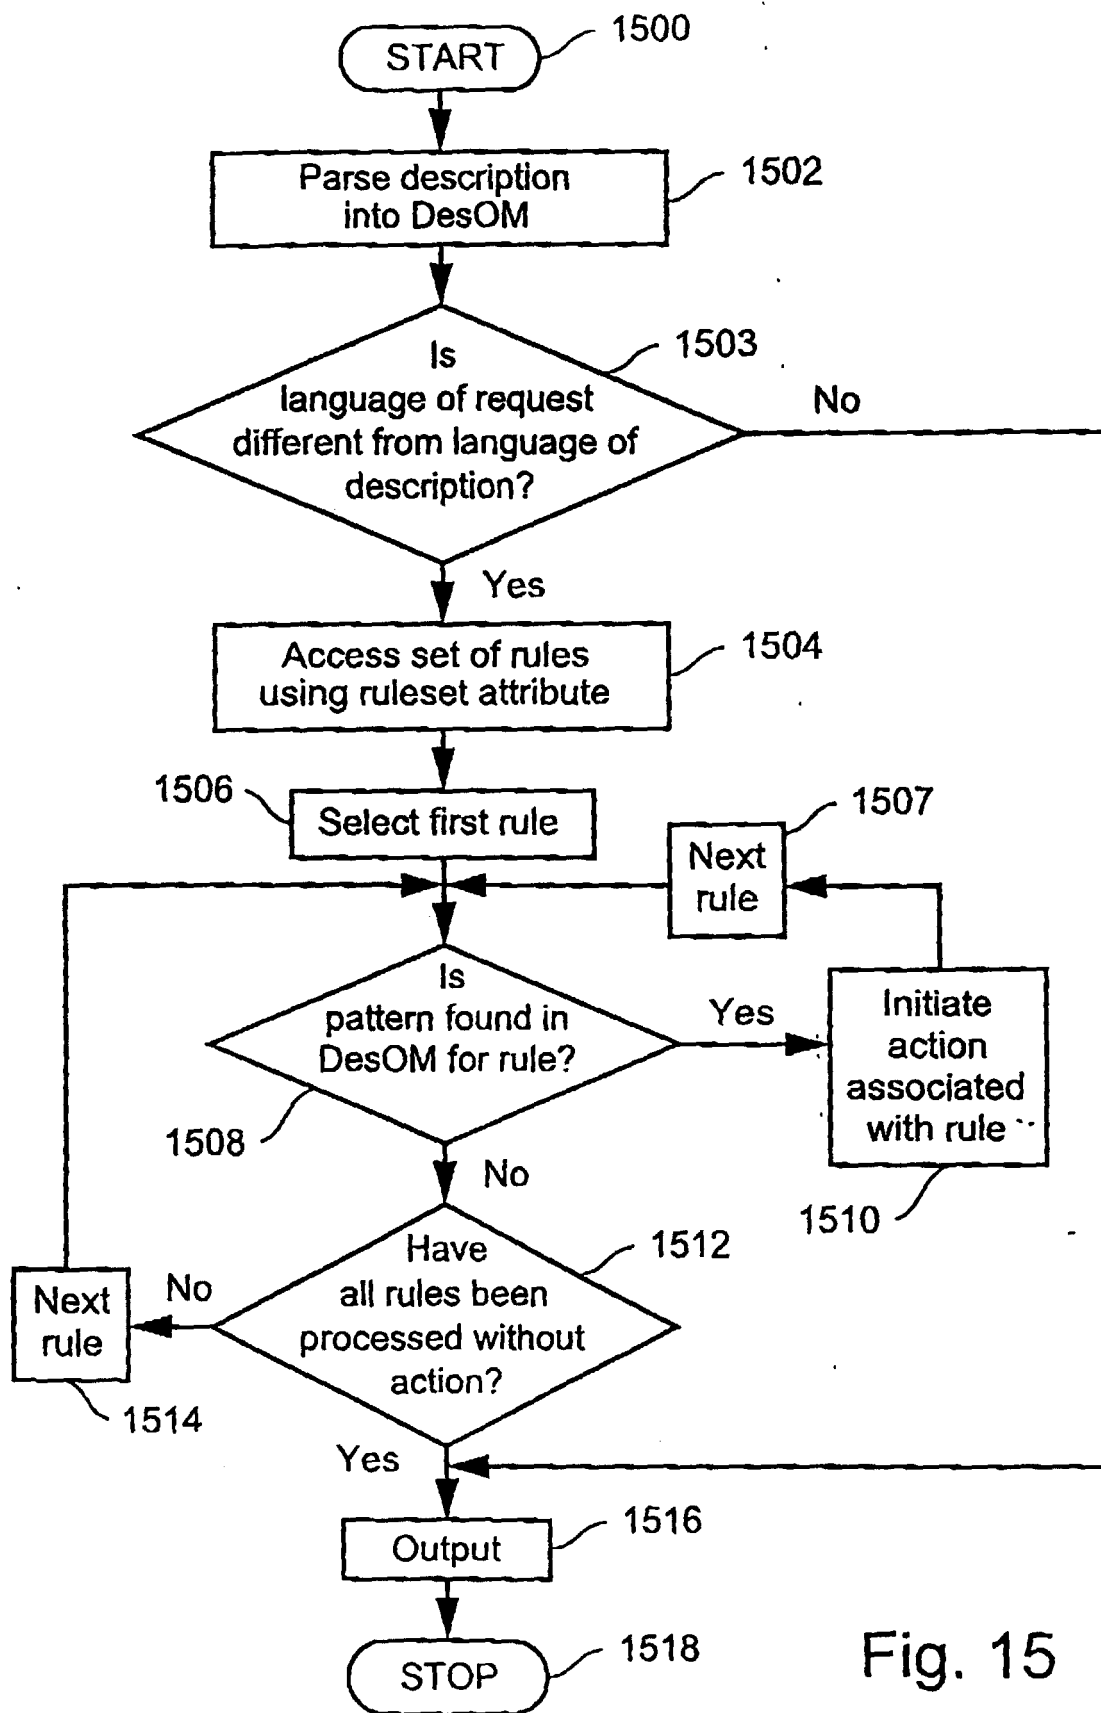 START
1500
Parse description
into DesOM
1502
Is
language of request
different from language of
description?
1503
No
Yes
Access set of rules
using ruleset attribute
1504
1506
Select first rule
1507
Next
rule
Is
pattern found in
DesOM for rule?
1508
Yes
Initiate
action
associated
with rule
1510
No
Have
all rules been
processed without
action?
1512
No
Next
rule
1514
Yes
Output
1516
STOP
1518
Fig. 15